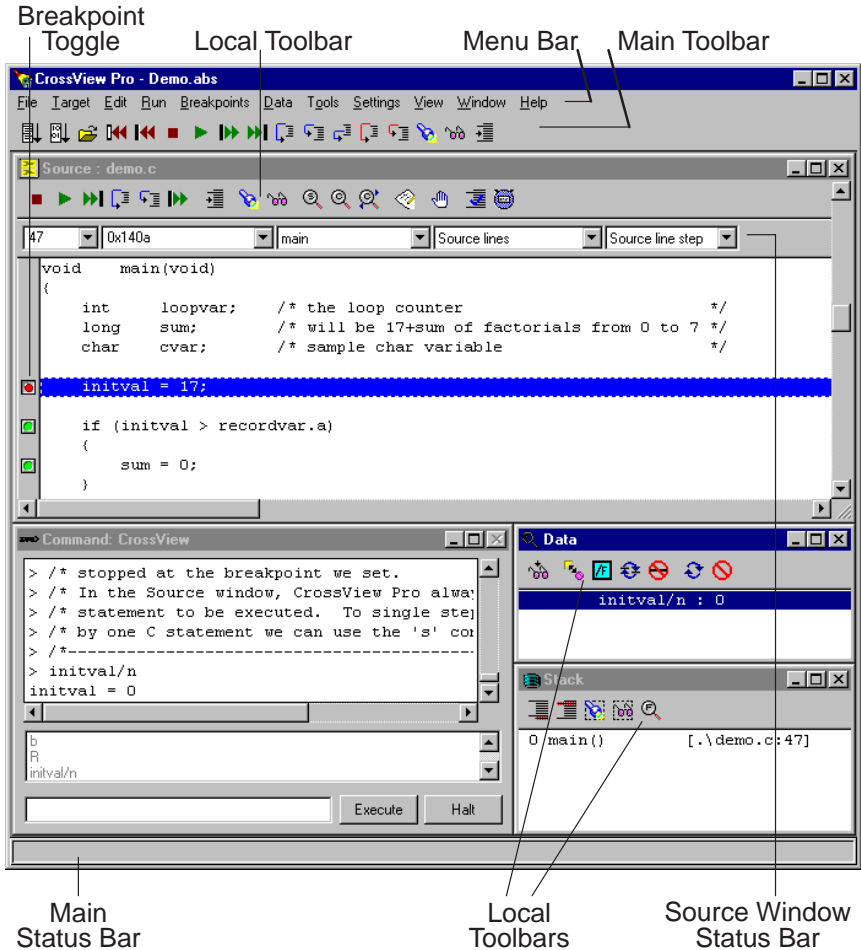 Breakpoint
Toggle
Local Toolbar
Menu Bar
Main Toolbar
CrossView Pro - Demo.abs
File Target Edit Run Breakpoints Data Tools Settings View Window Help
Source : demo.c
47 0x140a main Source lines Source line step
void main(void)
{
int loopvar; /* the loop counter */
long sum; /* will be 17+sum of factorials from 0 to 7 */
char cvar; /* sample char variable */
initval = 17;
if (initval > recordvar.a)
{
sum = 0;
}
Command: CrossView
> /* stopped at the breakpoint we set.
> /* In the Source window, CrossView Pro alway
> /* statement to be executed. To single step
> /* by one C statement we can use the 's' con
> /*-------------------------------------------
> initval/n
initval = 0
b
R
initval/n
Execute
Halt
Data
initval/n : 0
Stack
0 main() [.\demo.c:47]
Main
Status Bar
Local
Toolbars
Source Window
Status Bar